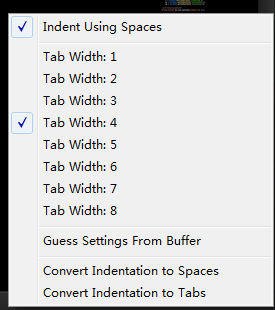 Indent Using Spaces
Tab Width: 1
Tab Width: 2
Tab Width: 3
Tab Width: 4
Tab Width: 5
Tab Width: 6
Tab Width: 7
Tab Width: 8
Guess Settings From Buffer
Convert Indentation to Spaces
Convert Indentation to Tabs